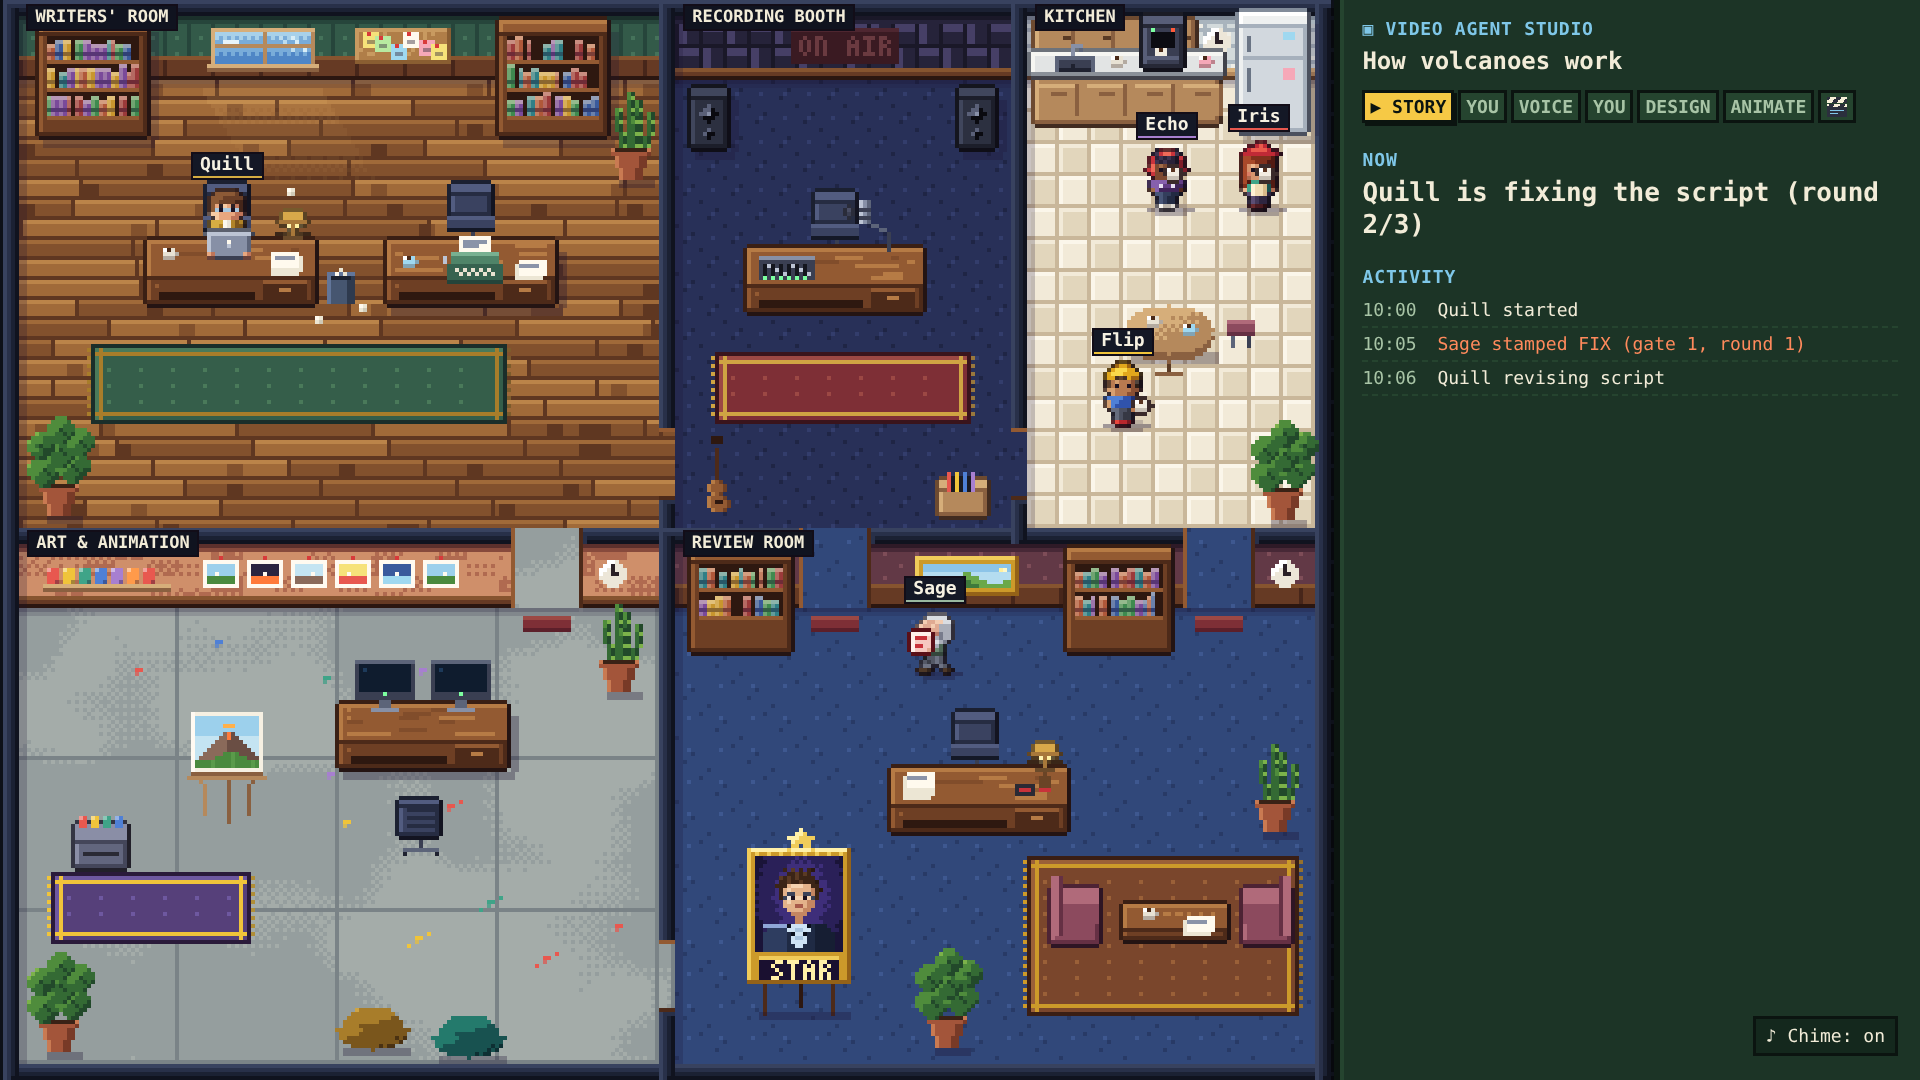 WRITERS' ROOM
RECORDING BOOTH
ON AIR
KITCHEN
Echo
Iris
Quill
Flip
ART & ANIMATION
REVIEW ROOM
Sage
STAR
VIDEO AGENT STUDIO
How volcanoes work
▶ STORY YOU VOICE YOU DESIGN ANIMATE
NOW
Quill is fixing the script (round
2/3)
ACTIVITY
10:00 Quill started
10:05 Sage stamped FIX (gate 1, round 1)
10:06 Quill revising script
♪ Chime: on